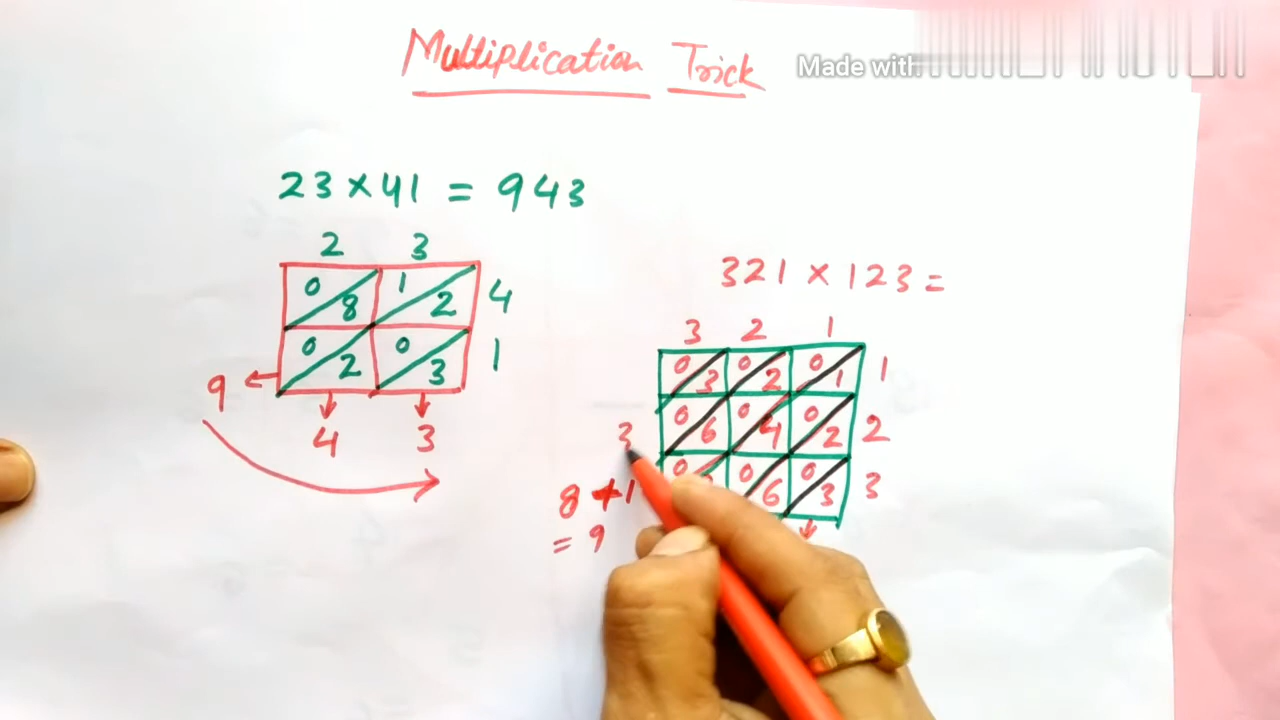 Multiplication Trick
Made with
23 × 41 = 943
2 3
0 8 1 2 4
0 2 0 3 1
9
4 3
321 × 123 =
3 2 1
0 3 0 2 0 1 1
0 6 0 4 0 2 2
3
0 0 6 0 3 3
8 + 1
= 9